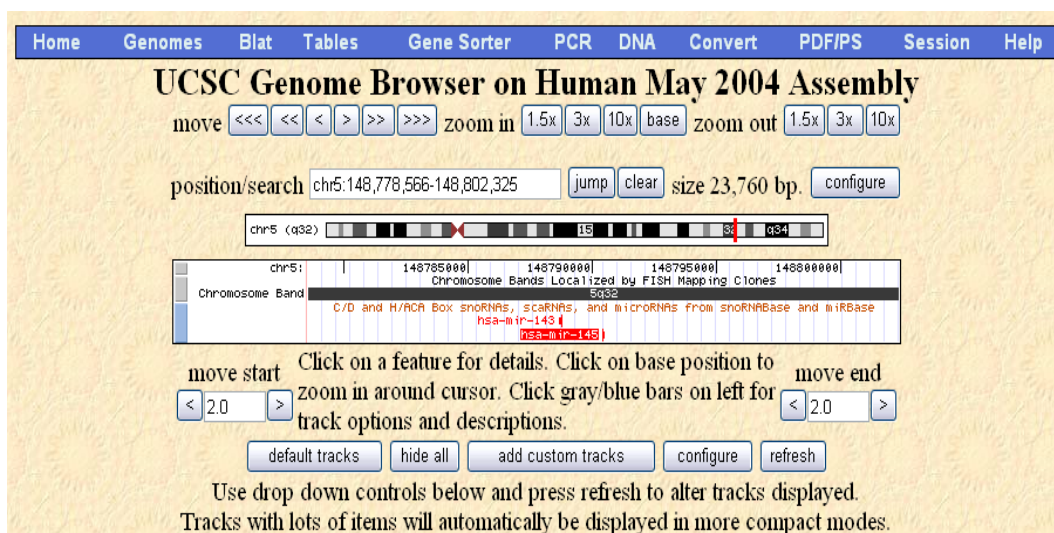 Home Genomes Blat Tables Gene Sorter PCR DNA Convert PDF/PS Session Help
UCSC Genome Browser on Human May 2004 Assembly
move <<< << < > >> >>> zoom in 1.5x 3x 10x base zoom out 1.5x 3x 10x
position/search chr5:148,778,566-148,802,325 jump clear size 23,760 bp. configure
chr5 (q32) 15 32 q34
chr5: 148785000| 148790000| 148795000| 148800000|
Chromosome Bands Localized by FISH Mapping Clones
Chromosome Band 5q32
C/D and H/ACA Box snoRNAs, scaRNAs, and microRNAs from snoRNABase and miRBase
hsa-mir-143
hsa-mir-145
move start Click on a feature for details. Click on base position to move end
< 2.0 > zoom in around cursor. Click gray/blue bars on left for < 2.0 >
track options and descriptions.
default tracks hide all add custom tracks configure refresh
Use drop down controls below and press refresh to alter tracks displayed.
Tracks with lots of items will automatically be displayed in more compact modes.